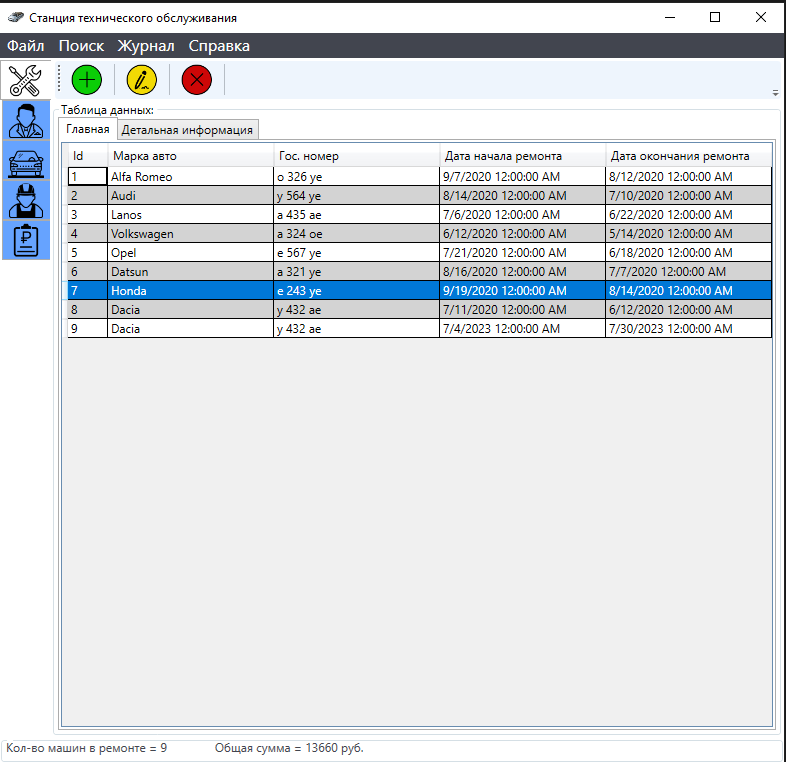 Станция технического обслуживания
Файл Поиск Журнал Справка
Таблица данных:
Главная Детальная информация
Id Марка авто Гос. номер Дата начала ремонта Дата окончания ремонта
1 Alfa Romeo о 326 уе 9/7/2020 12:00:00 AM 8/12/2020 12:00:00 AM
2 Audi у 564 уе 8/14/2020 12:00:00 AM 7/10/2020 12:00:00 AM
3 Lanos а 435 ае 7/6/2020 12:00:00 AM 6/22/2020 12:00:00 AM
4 Volkswagen а 324 ое 6/12/2020 12:00:00 AM 5/14/2020 12:00:00 AM
5 Opel е 567 уе 7/21/2020 12:00:00 AM 6/18/2020 12:00:00 AM
6 Datsun а 321 уе 8/16/2020 12:00:00 AM 7/7/2020 12:00:00 AM
7 Honda е 243 уе 9/19/2020 12:00:00 AM 8/14/2020 12:00:00 AM
8 Dacia у 432 ае 7/11/2020 12:00:00 AM 6/12/2020 12:00:00 AM
9 Dacia у 432 ае 7/4/2023 12:00:00 AM 7/30/2023 12:00:00 AM
Кол-во машин в ремонте = 9 Общая сумма = 13660 руб.